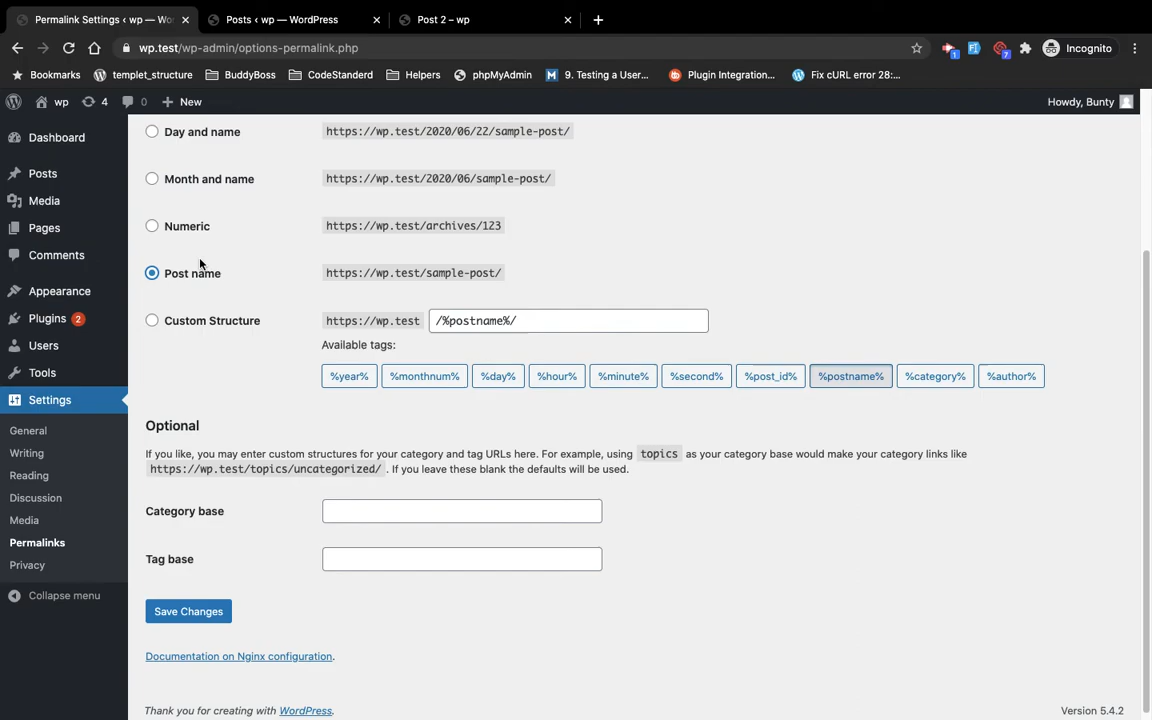 Permalink Settings ‹ wp — Wo
Posts ‹ wp — WordPress
Post 2 – wp
wp.test/wp-admin/options-permalink.php
1
7
Incognito
Bookmarks
templet_structure
BuddyBoss
CodeStanderd
Helpers
phpMyAdmin
9. Testing a User...
Plugin Integration...
Fix cURL error 28:...
wp
4
0
New
Howdy, Bunty
Dashboard
Posts
Media
Pages
Comments
Appearance
Plugins 2
Users
Tools
Settings
General
Writing
Reading
Discussion
Media
Permalinks
Privacy
Collapse menu
Day and name https://wp.test/2020/06/22/sample-post/
Month and name https://wp.test/2020/06/sample-post/
Numeric https://wp.test/archives/123
Post name https://wp.test/sample-post/
Custom Structure https://wp.test /%postname%/
Available tags:
%year% %monthnum% %day% %hour% %minute% %second% %post_id% %postname% %category% %author%
Optional
If you like, you may enter custom structures for your category and tag URLs here. For example, using topics as your category base would make your category links like
https://wp.test/topics/uncategorized/ . If you leave these blank the defaults will be used.
Category base
Tag base
Save Changes
Documentation on Nginx configuration.
Thank you for creating with WordPress.
Version 5.4.2